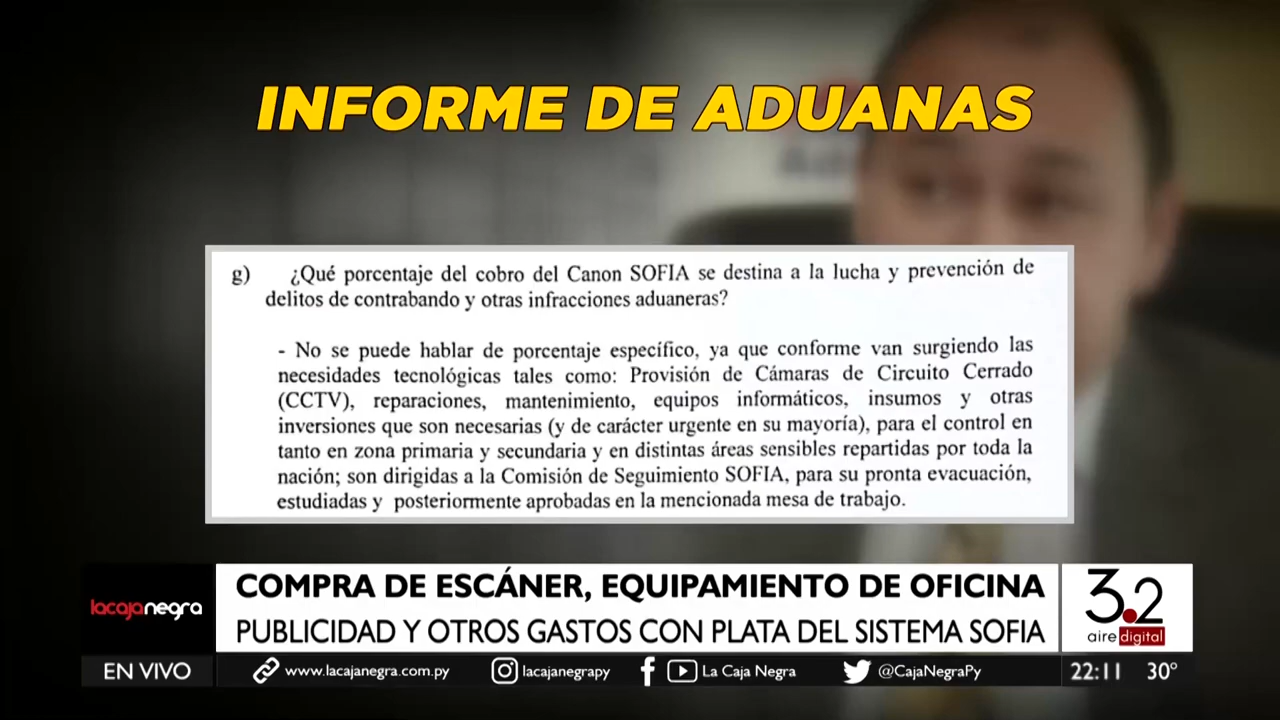 INFORME DE ADUANAS
g) ¿Qué porcentaje del cobro del Canon SOFIA se destina a la lucha y prevención de
delitos de contrabando y otras infracciones aduaneras?
- No se puede hablar de porcentaje específico, ya que conforme van surgiendo las
necesidades tecnológicas tales como: Provisión de Cámaras de Circuito Cerrado
(CCTV), reparaciones, mantenimiento, equipos informáticos, insumos y otras
inversiones que son necesarias (y de carácter urgente en su mayoría), para el control en
tanto en zona primaria y secundaria y en distintas áreas sensibles repartidas por toda la
nación; son dirigidas a la Comisión de Seguimiento SOFIA, para su pronta evacuación,
estudiadas y posteriormente aprobadas en la mencionada mesa de trabajo.
lacajanegra
COMPRA DE ESCÁNER, EQUIPAMIENTO DE OFICINA
PUBLICIDAD Y OTROS GASTOS CON PLATA DEL SISTEMA SOFIA
3.2
aire digital
EN VIVO
www.lacajanegra.com.py
lacajanegrapy
La Caja Negra
@CajaNegraPy
22:11 30°